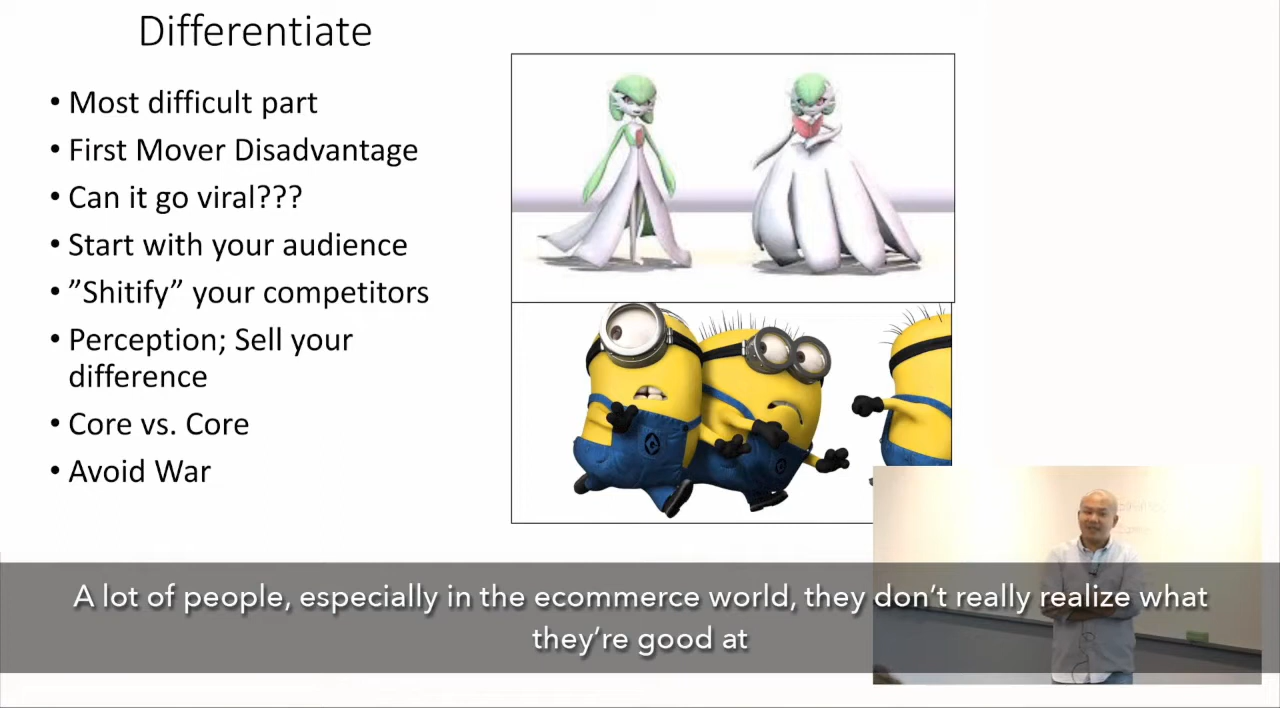 Differentiate
• Most difficult part
• First Mover Disadvantage
• Can it go viral???
• Start with your audience
• ”Shitify” your competitors
• Perception; Sell your
difference
• Core vs. Core
• Avoid War
A lot of people, especially in the ecommerce world, they don’t really realize what
they’re good at